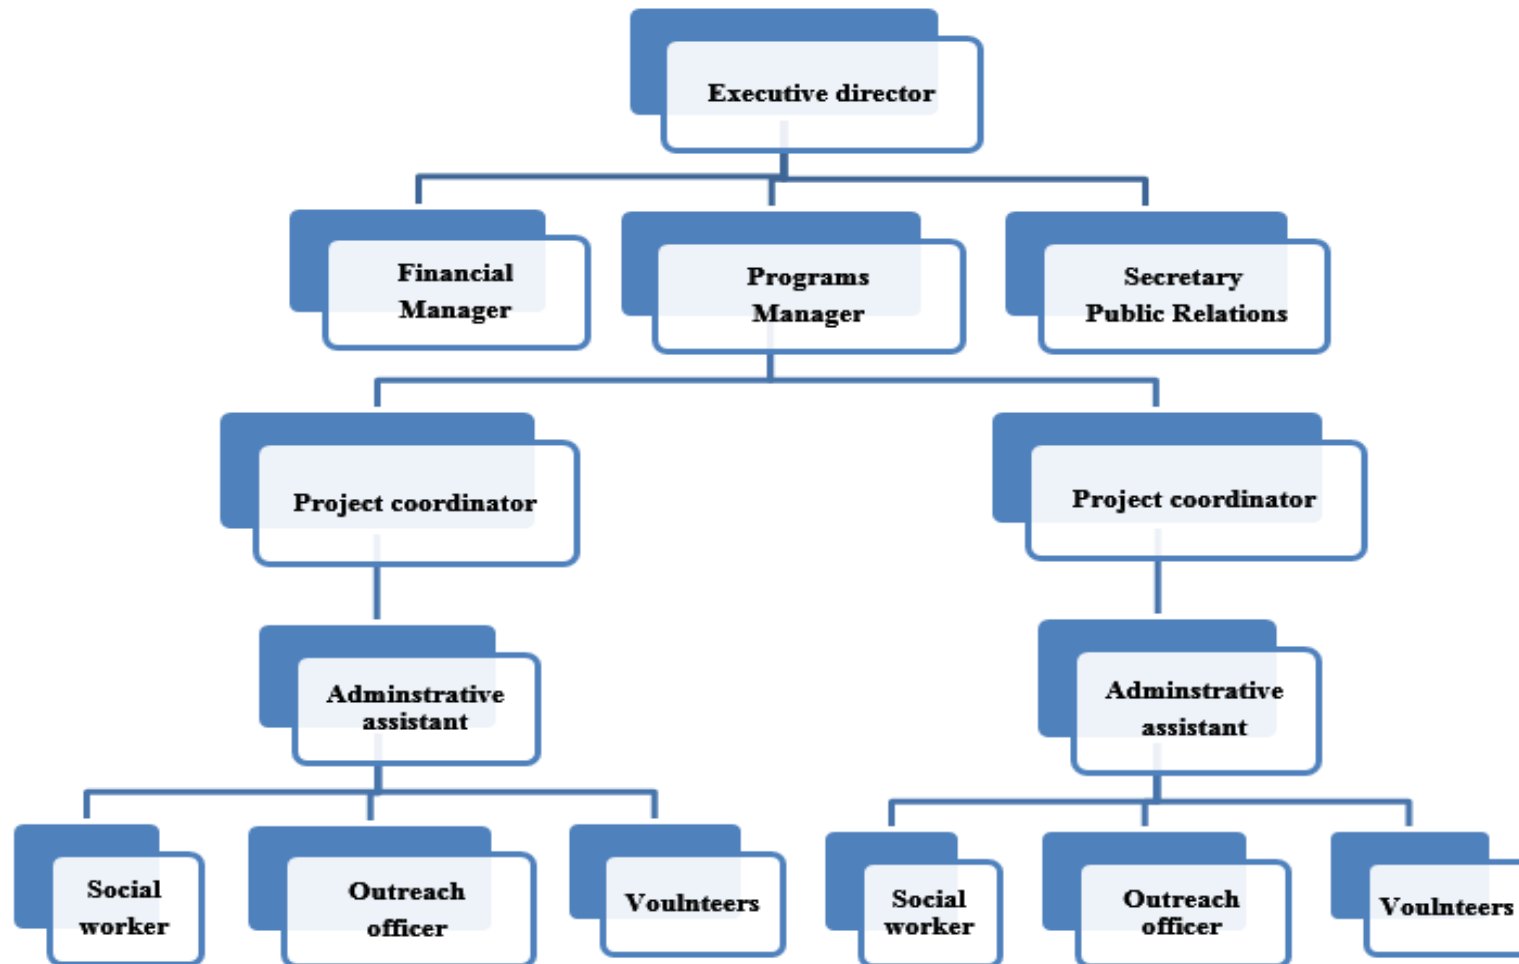 Executive director
Financial
Manager
Programs
Manager
Secretary
Public Relations
Project coordinator
Project coordinator
Adminstrative
assistant
Adminstrative
assistant
Social
worker
Outreach
officer
Voulnteers
Social
worker
Outreach
officer
Voulnteers